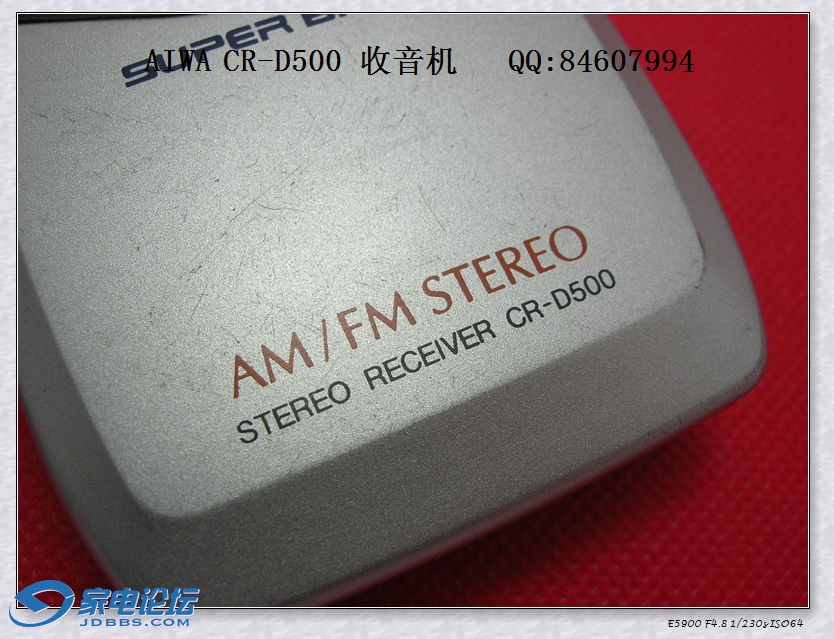 SUPER
AIWA CR-D500 收音机 QQ:84607994
AM/FM STEREO
STEREO RECEIVER CR-D500
家电论坛
JDBBS.COM
E5900 F4.8 1/230s ISO64